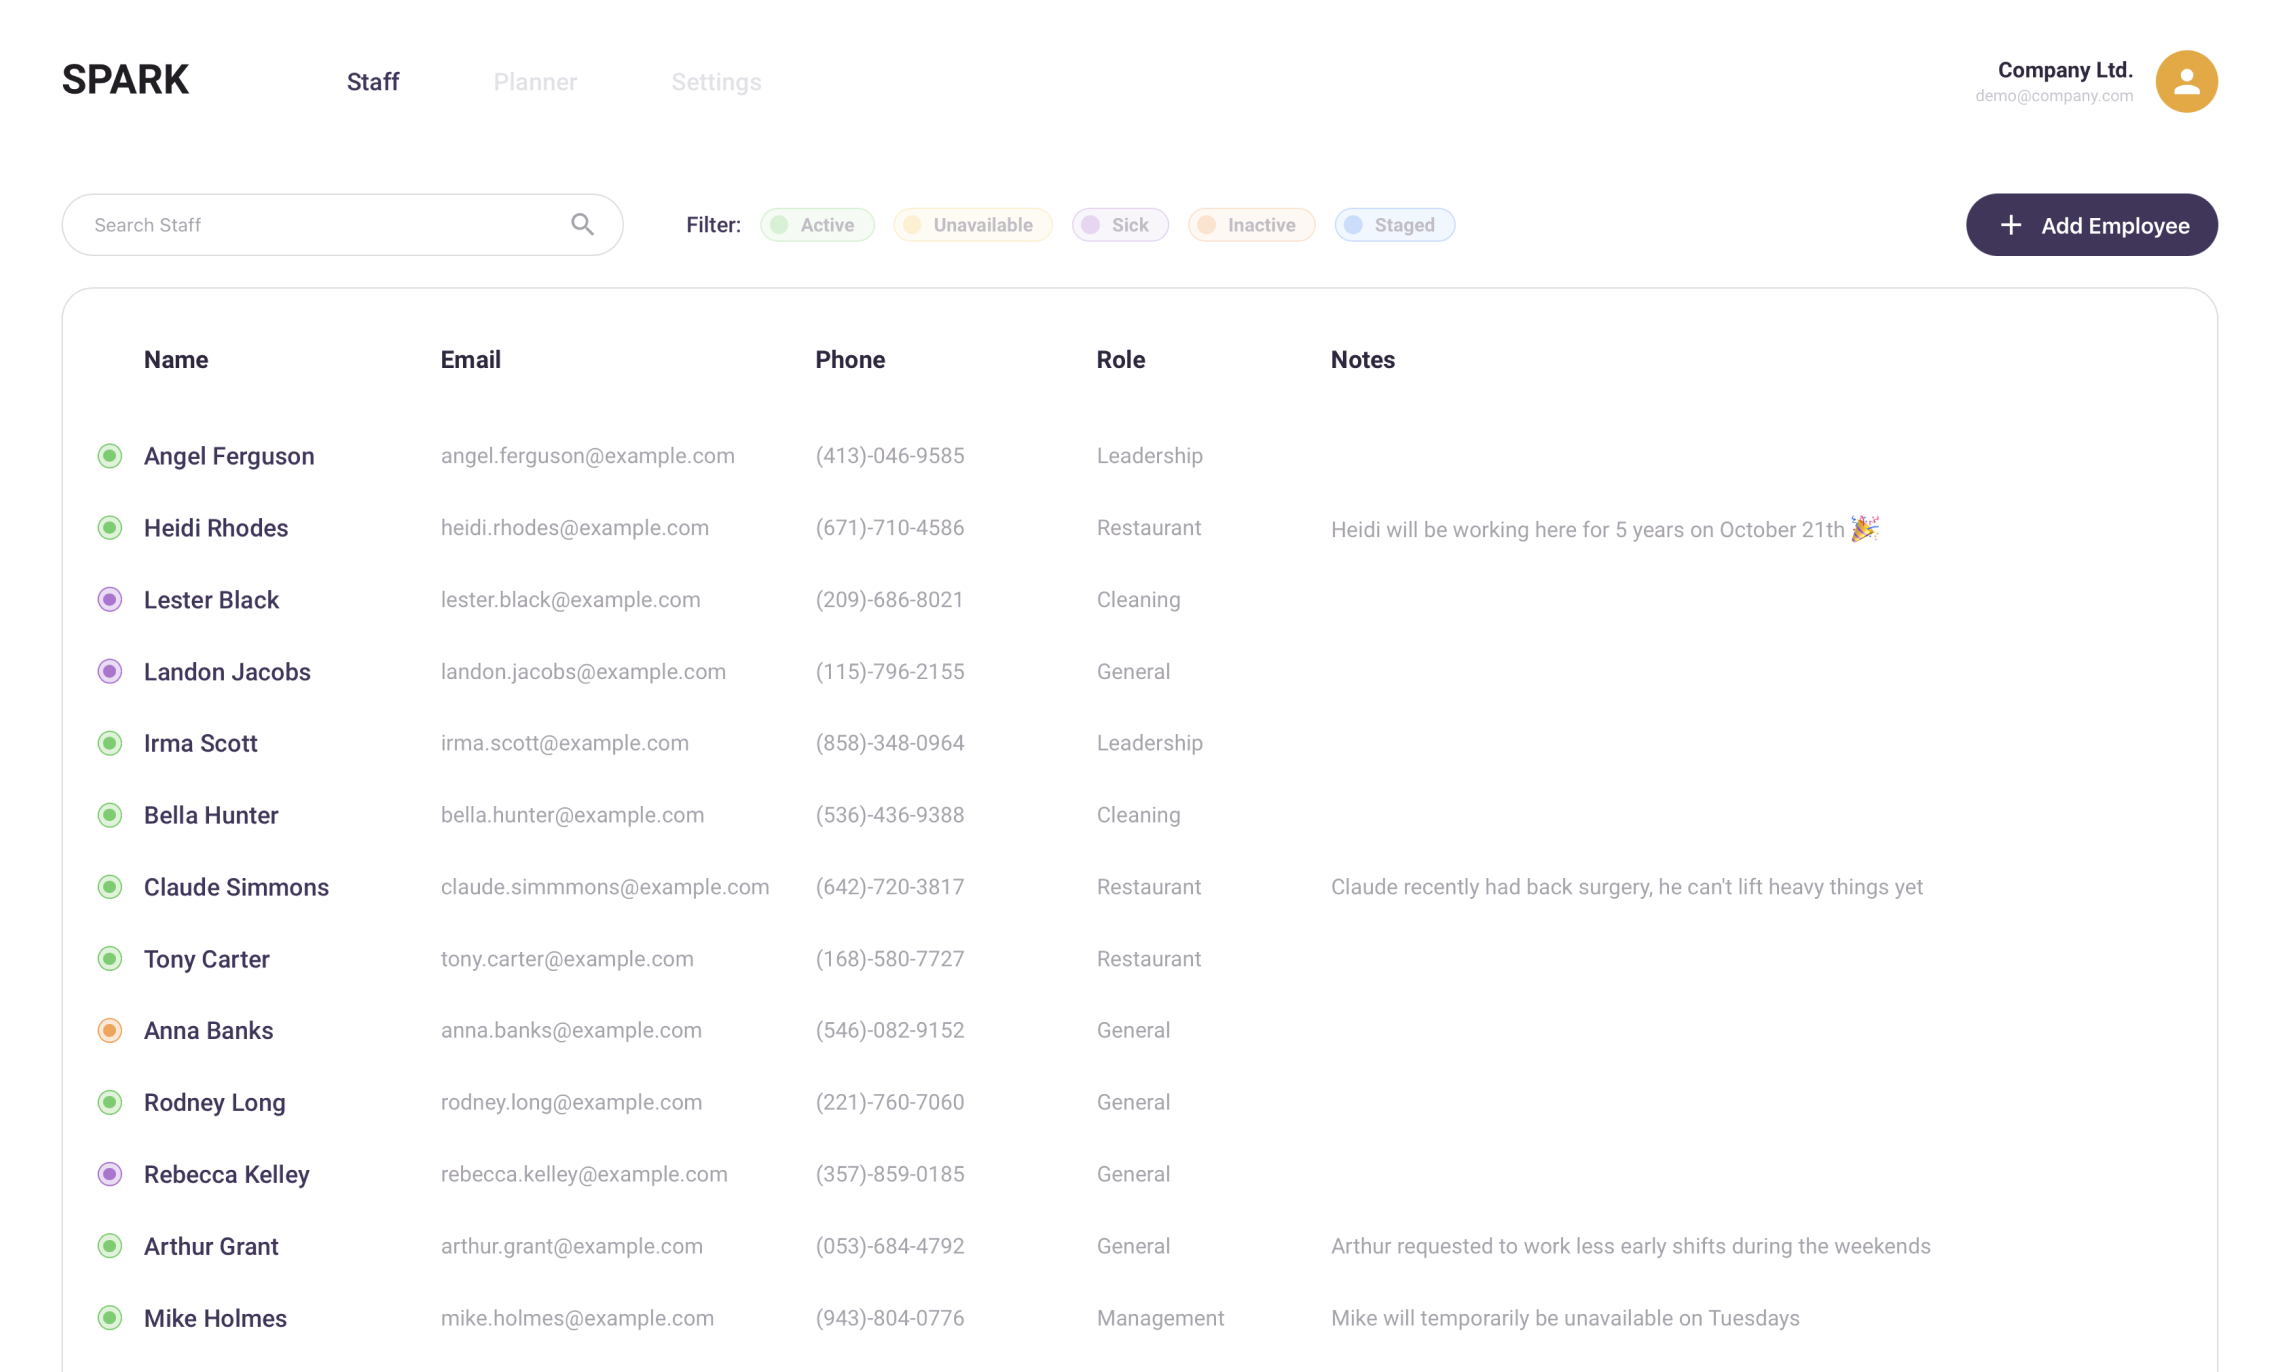 SPARK Staff Planner Settings Company Ltd.
demo@company.com
Search Staff Filter: Active Unavailable Sick Inactive Staged + Add Employee
Name Email Phone Role Notes
Angel Ferguson angel.ferguson@example.com (413)-046-9585 Leadership
Heidi Rhodes heidi.rhodes@example.com (671)-710-4586 Restaurant Heidi will be working here for 5 years on October 21th 🎉
Lester Black lester.black@example.com (209)-686-8021 Cleaning
Landon Jacobs landon.jacobs@example.com (115)-796-2155 General
Irma Scott irma.scott@example.com (858)-348-0964 Leadership
Bella Hunter bella.hunter@example.com (536)-436-9388 Cleaning
Claude Simmons claude.simmmons@example.com (642)-720-3817 Restaurant Claude recently had back surgery, he can't lift heavy things yet
Tony Carter tony.carter@example.com (168)-580-7727 Restaurant
Anna Banks anna.banks@example.com (546)-082-9152 General
Rodney Long rodney.long@example.com (221)-760-7060 General
Rebecca Kelley rebecca.kelley@example.com (357)-859-0185 General
Arthur Grant arthur.grant@example.com (053)-684-4792 General Arthur requested to work less early shifts during the weekends
Mike Holmes mike.holmes@example.com (943)-804-0776 Management Mike will temporarily be unavailable on Tuesdays